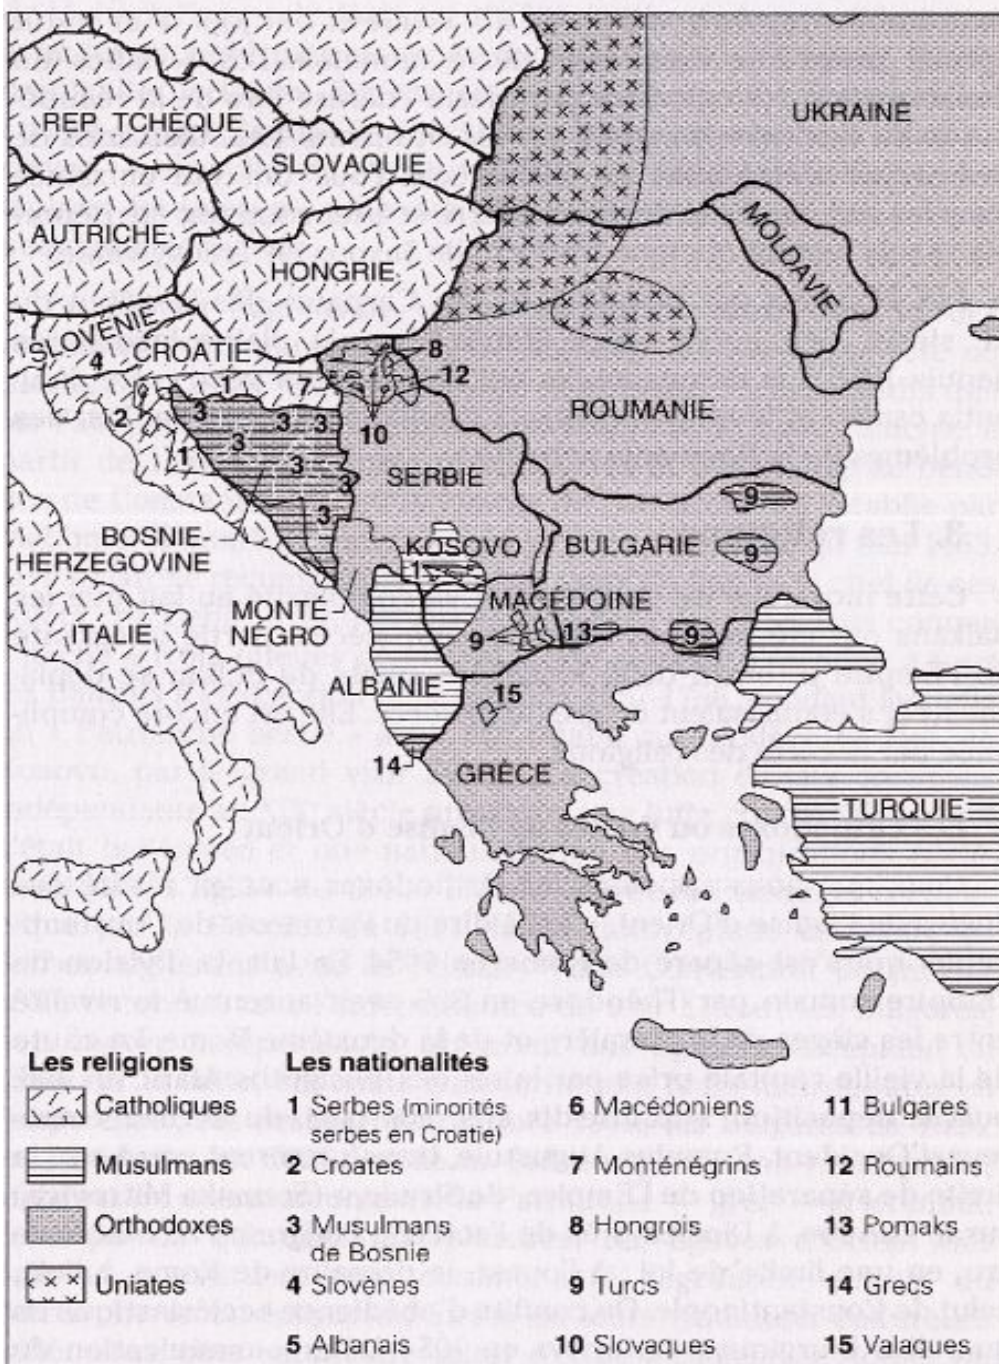 UKRAINE
REP. TCHÈQUE
SLOVAQUIE
AUTRICHE
MOLDAVIE
HONGRIE
SLOVÉNIE
4
CROATIE
8
7
12
2
3 3 3
ROUMANIE
3
10
1
3
SERBIE
3
9
3
BOSNIE-
HERZEGOVINE
KOSOVO
BULGARIE
9
1
MACÉDOINE
MONTÉ
NÉGRO
ITALIE
9
13
9
ALBANIE
15
14
GRÈCE
TURQUIE
Les religions
Catholiques
Musulmans
Orthodoxes
Uniates
Les nationalités
1 Serbes (minorités
serbes en Croatie)
2 Croates
3 Musulmans
de Bosnie
4 Slovènes
5 Albanais
6 Macédoniens
7 Monténégrins
8 Hongrois
9 Turcs
10 Slovaques
11 Bulgares
12 Roumains
13 Pomaks
14 Grecs
15 Valaques